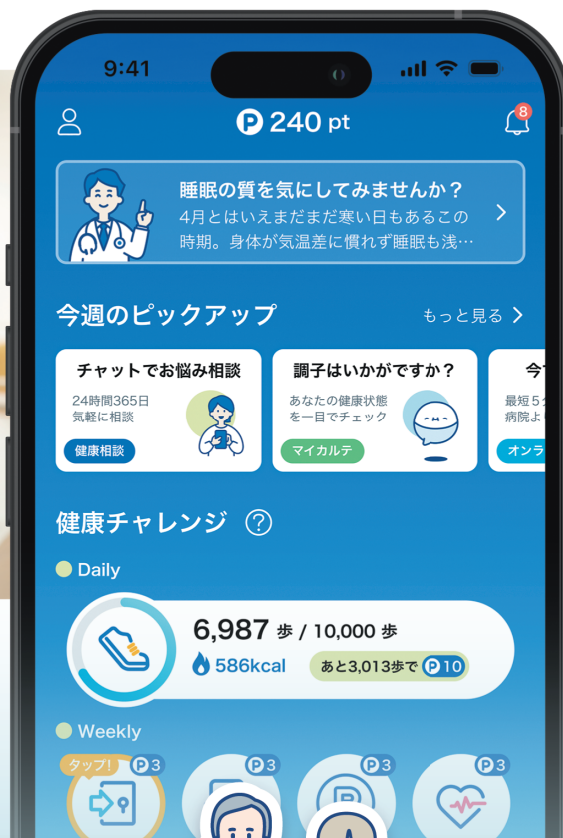 9:41
P 240 pt
8
睡眠の質を気にしてみませんか？
4月とはいえまだまだ寒い日もあるこの
時期。身体が気温差に慣れず睡眠も浅…
今週のピックアップ
もっと見る
チャットでお悩み相談
24時間365日
気軽に相談
健康相談
調子はいかがですか？
あなたの健康状態
を一目でチェック
マイカルテ
今
最短5
病院よ
オンラ
健康チャレンジ ?
Daily
6,987 歩 / 10,000 歩
586kcal
あと3,013歩で P 10
Weekly
タップ! P 3
P 3
P 3
P 3
P